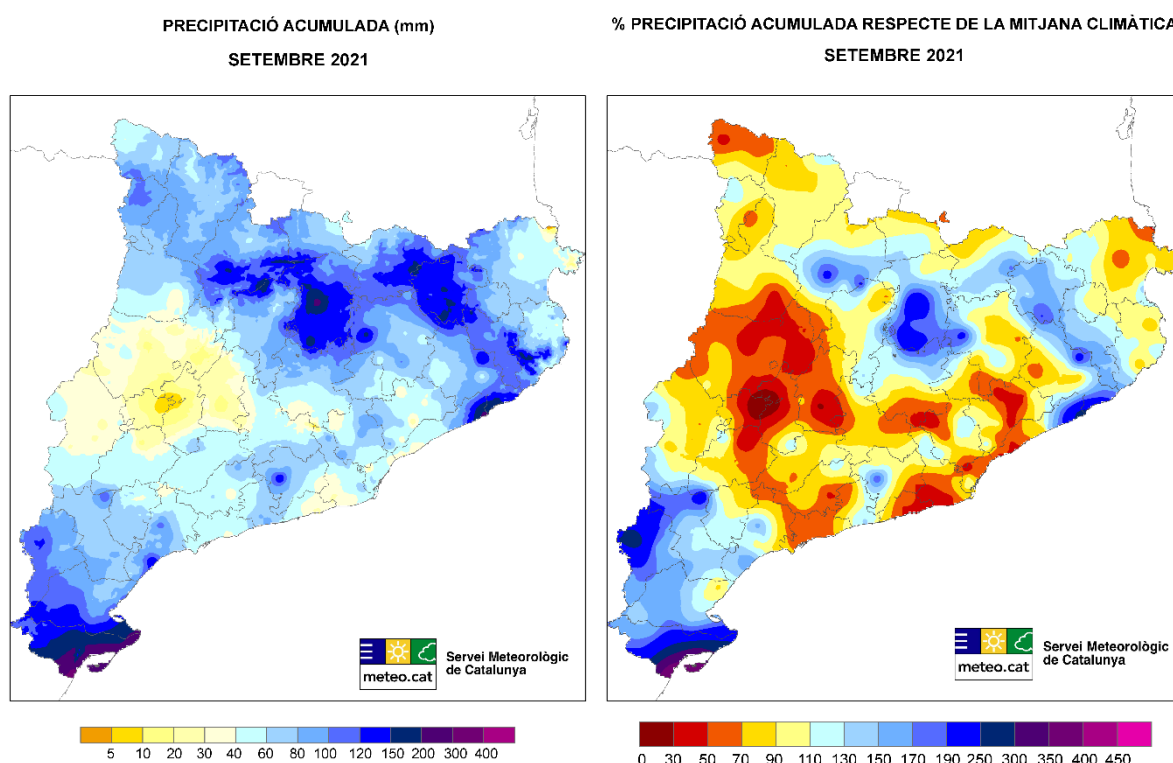 PRECIPITACIÓ ACUMULADA (mm)
SETEMBRE 2021
% PRECIPITACIÓ ACUMULADA RESPECTE DE LA MITJANA CLIMÀTICA
SETEMBRE 2021
meteo.cat
Servei Meteorològic
de Catalunya
meteo.cat
Servei Meteorològic
de Catalunya
5 10 20 30 40 60 80 100 120 150 200 300 400
0 30 50 70 90 110 130 170 190 250 300 350 400 450